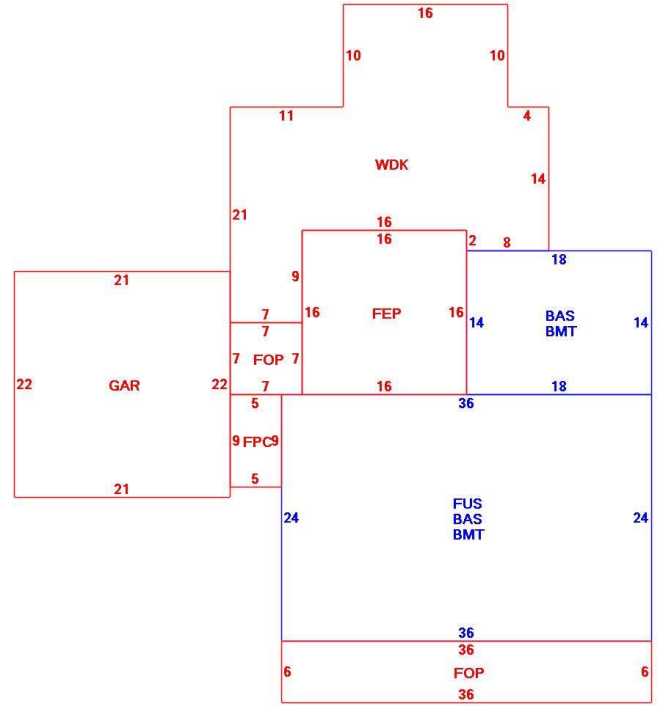 16
10 10
11 4
WDK
14
21
16
16 2 8
18
21 9
16 FEP 16 14 BAS 14
BMT
7
7
7 FOP 7
22 GAR 22
7 16 18
5 36
9 FPC 9
5
21
24 FUS 24
BAS
BMT
36
36
6 FOP 6
36